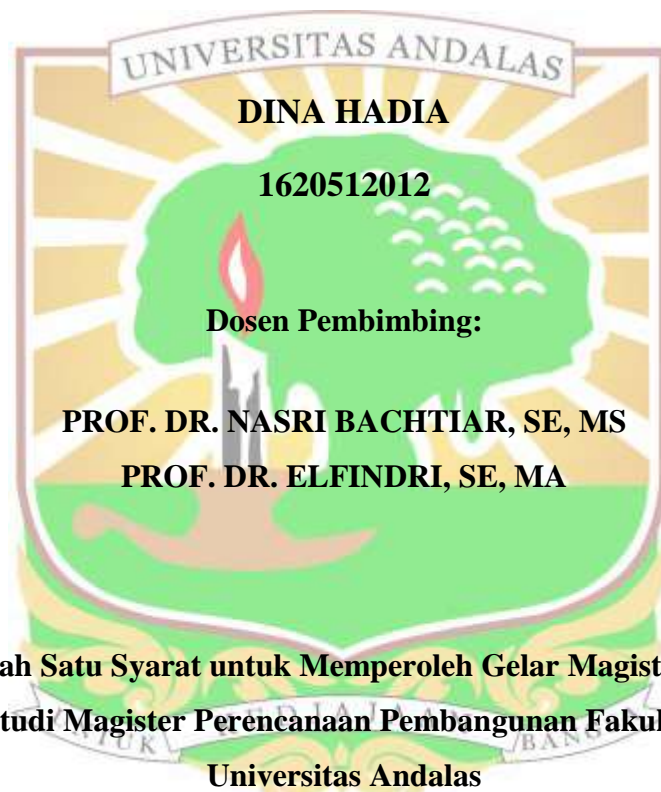 UNIVERSITAS ANDALAS
DINA HADIA
1620512012
Dosen Pembimbing:
PROF. DR. NASRI BACHTIAR, SE, MS
PROF. DR. ELFINDRI, SE, MA
ah Satu Syarat untuk Memperoleh Gelar Magist
tudi Magister Perencanaan Pembangunan Fakul
Universitas Andalas